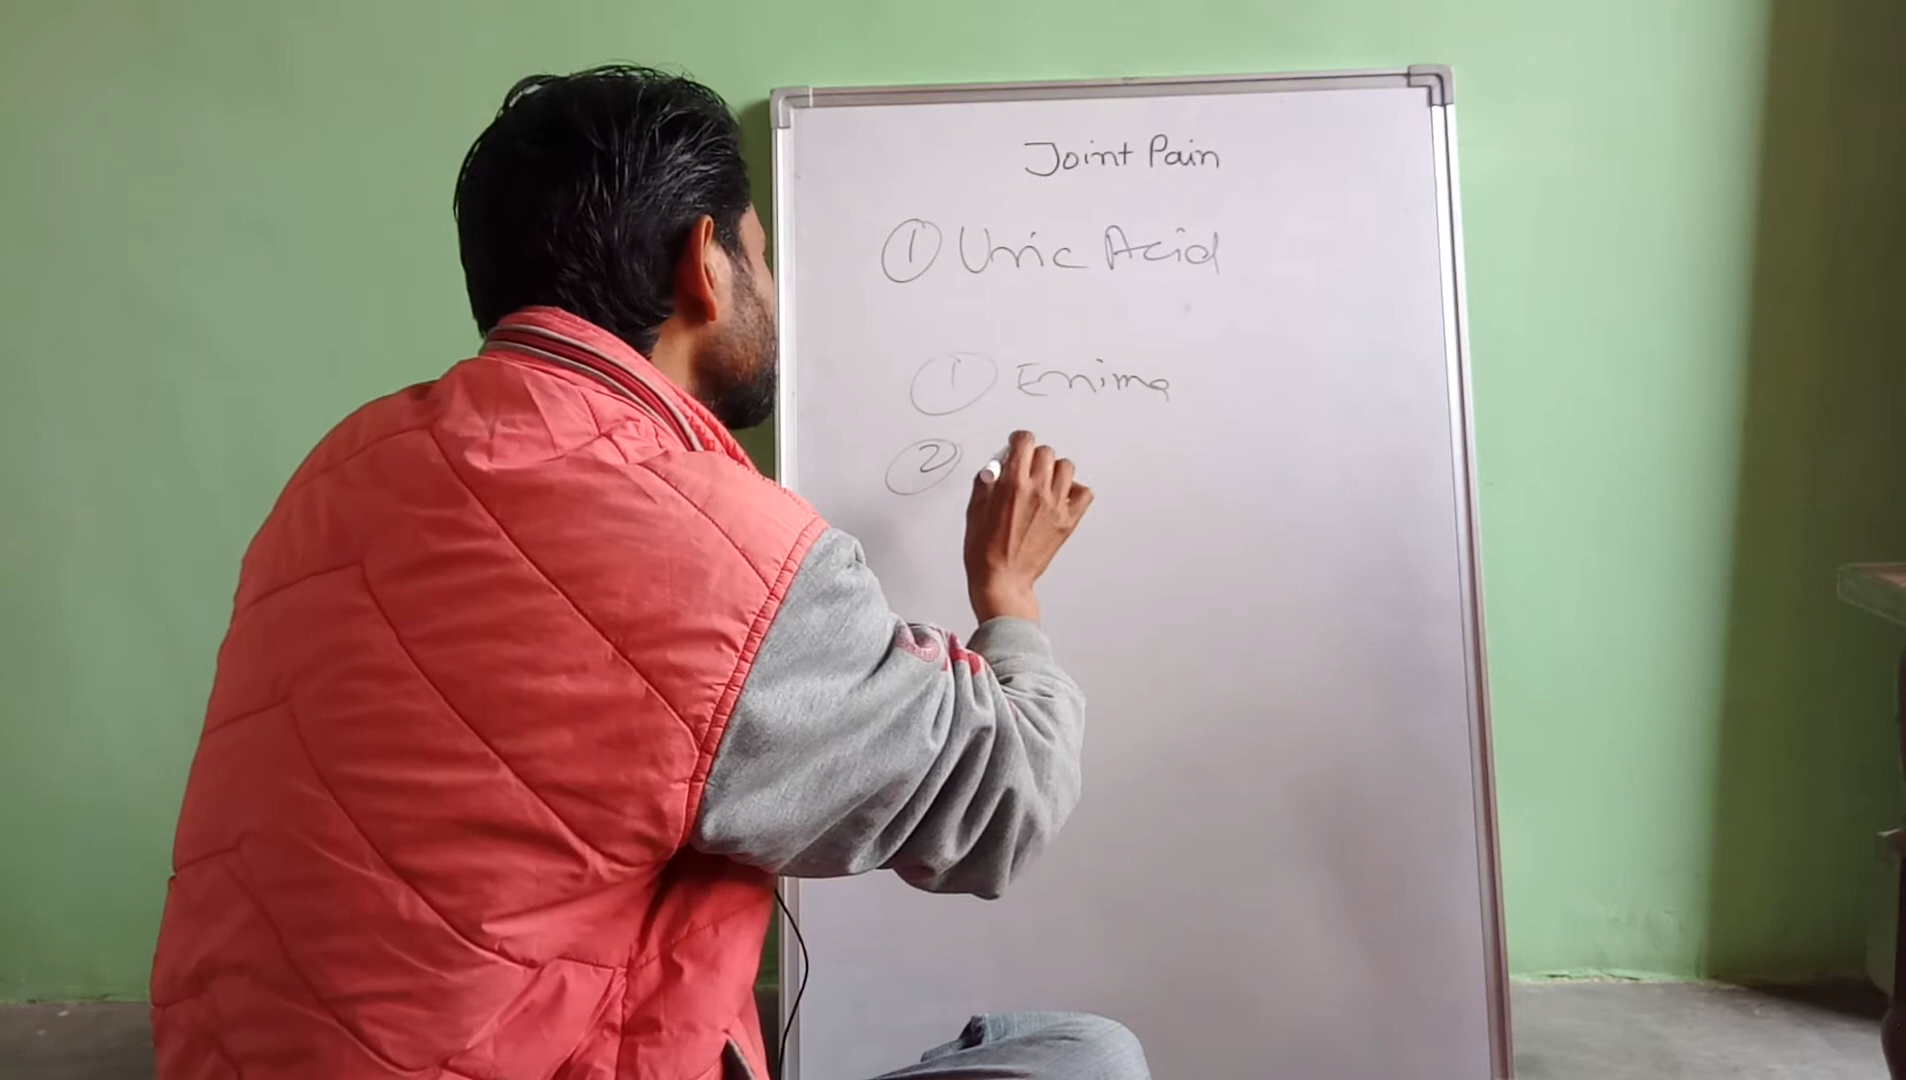 Joint Pain
① Uric Acid
① Enima
②